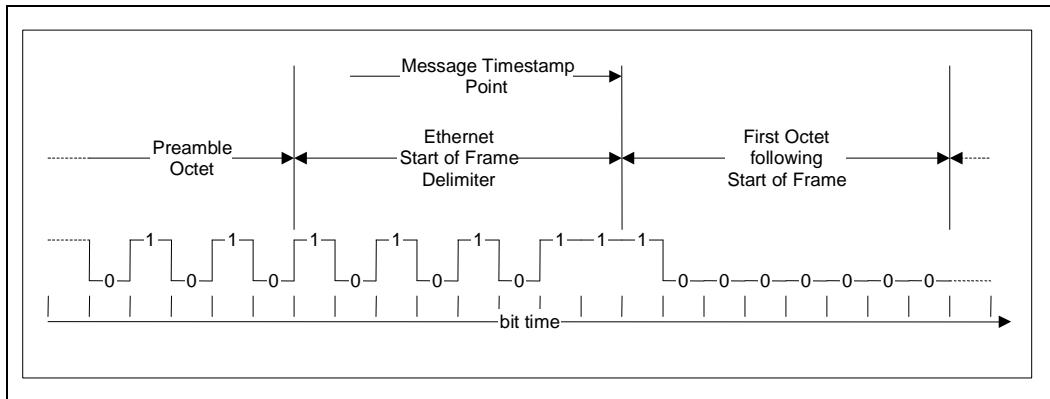 Message Timestamp
Point
Preamble
Octet
Ethernet
Start of Frame
Delimiter
First Octet
following
Start of Frame
0 1 0 1 0 1 0 1 0 1 0 1 1 1 0 0 0 0 0 0 0
bit time